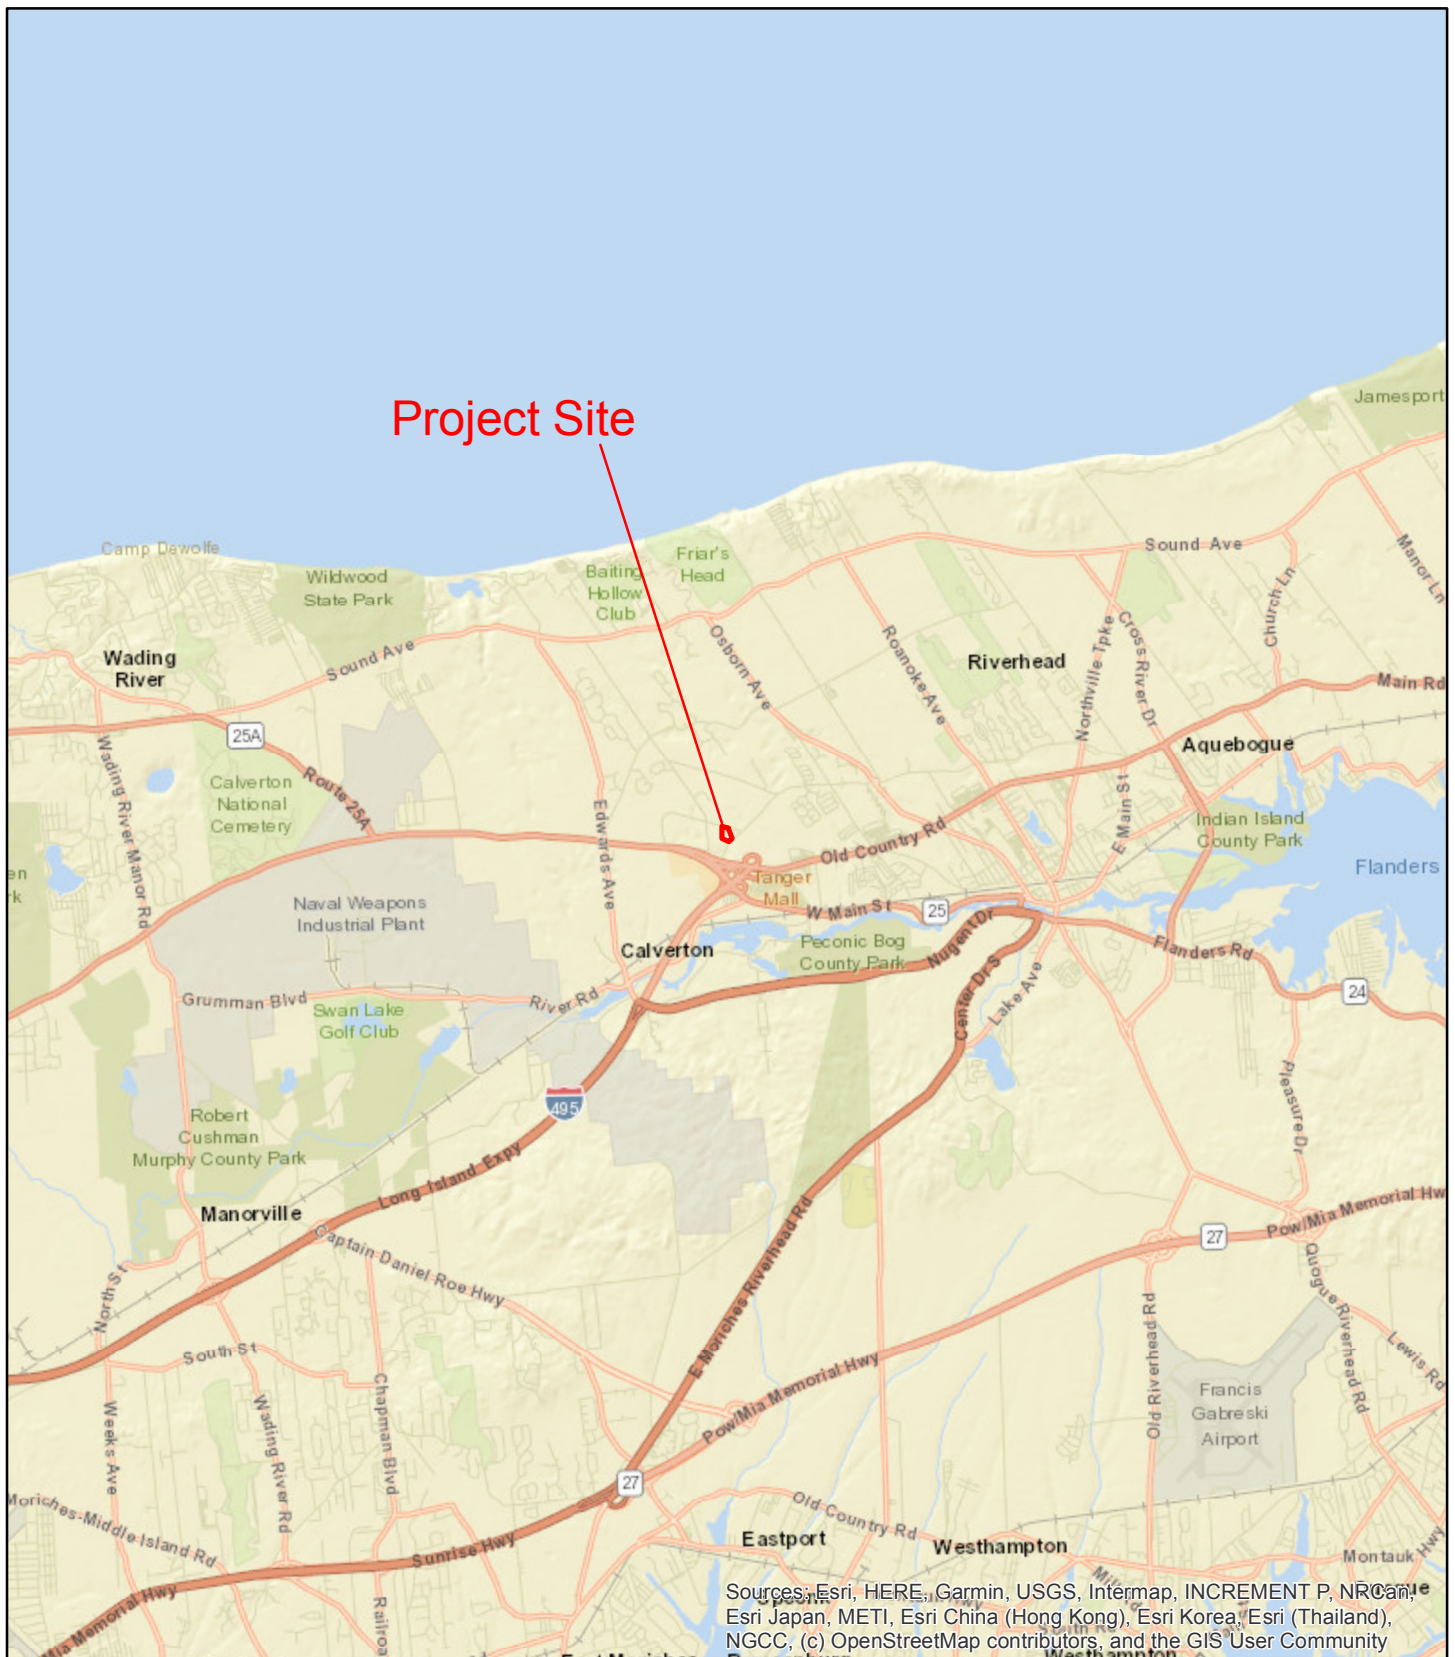 Jamesport
Project Site
Sound Ave
Manor Ln
Camp Dewolfe
Friar's
Head
Wildwood
State Park
Baiting
Hollow
Club
Church Ln
Cross River Dr
Northville Tpke
Osborn Ave
Roanoke Ave
Riverhead
Wading
River
Sound Ave
Main Rd
25A
Aquebogue
Wading River Manor Rd
Route 25A
Calverton
National
Cemetery
Edwards Ave
E Main St
Indian Island
County Park
Old Country Rd
Flanders
Tanger
Mall
Naval Weapons
Industrial Plant
W Main St
25
Nugent Dr
Calverton
Peconic Bog
County Park
Flanders Rd
Center Dr S
Lake Ave
24
Grumman Blvd
River Rd
Swan Lake
Golf Club
Pleasure Dr
495
Robert
Cushman
Murphy County Park
Long Island Expy
Manorville
Captain Daniel Roe Hwy
27
Pow/Mia Memorial Hw
North St
E Moriches Riverhead Rd
Quogue Riverhead Rd
Old Riverhead Rd
Lewis Rd
South St
Pow/Mia Memorial Hwy
Weeks Ave
Wading River Rd
Chapman Blvd
Francis
Gabreski
Airport
27
Moriches-Middle Island Rd
Old Country Rd
Sunrise Hwy
Eastport
Westhampton
Montauk Hwy
Mia Memorial Hwy
Railroa
Sources: Esri, HERE, Garmin, USGS, Intermap, INCREMENT P, NRCan,
Esri Japan, METI, Esri China (Hong Kong), Esri Korea, Esri (Thailand),
NGCC, (c) OpenStreetMap contributors, and the GIS User Community